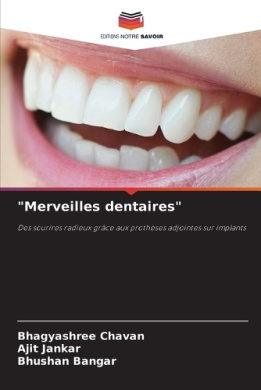 EDITIONS NOTRE SAVOIR
"Merveilles dentaires"
Des sourires radieux grâce aux prothèses adjointes sur implants
Bhagyashree Chavan
Ajit Jankar
Bhushan Bangar